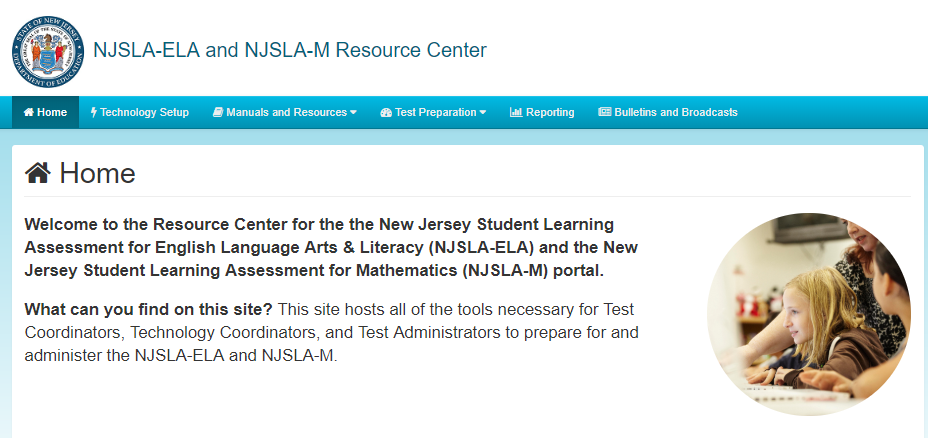 STATE OF NEW JERSEY
DEPARTMENT OF EDUCATION
NJSLA-ELA and NJSLA-M Resource Center
Home Technology Setup Manuals and Resources Test Preparation Reporting Bulletins and Broadcasts
Home
Welcome to the Resource Center for the the New Jersey Student Learning
Assessment for English Language Arts & Literacy (NJSLA-ELA) and the New
Jersey Student Learning Assessment for Mathematics (NJSLA-M) portal.
What can you find on this site? This site hosts all of the tools necessary for Test
Coordinators, Technology Coordinators, and Test Administrators to prepare for and
administer the NJSLA-ELA and NJSLA-M.